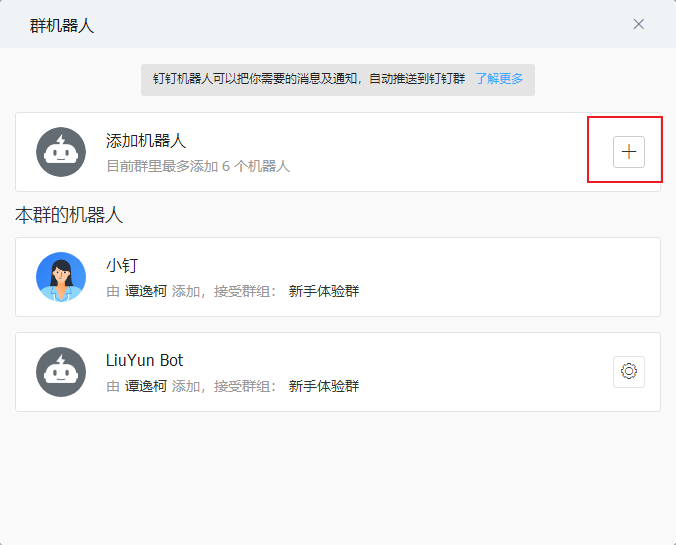 群机器人
钉钉机器人可以把你需要的消息及通知，自动推送到钉钉群 了解更多
添加机器人
目前群里最多添加 6 个机器人
本群的机器人
小钉
由 谭逸柯 添加，接受群组： 新手体验群
LiuYun Bot
由 谭逸柯 添加，接受群组： 新手体验群